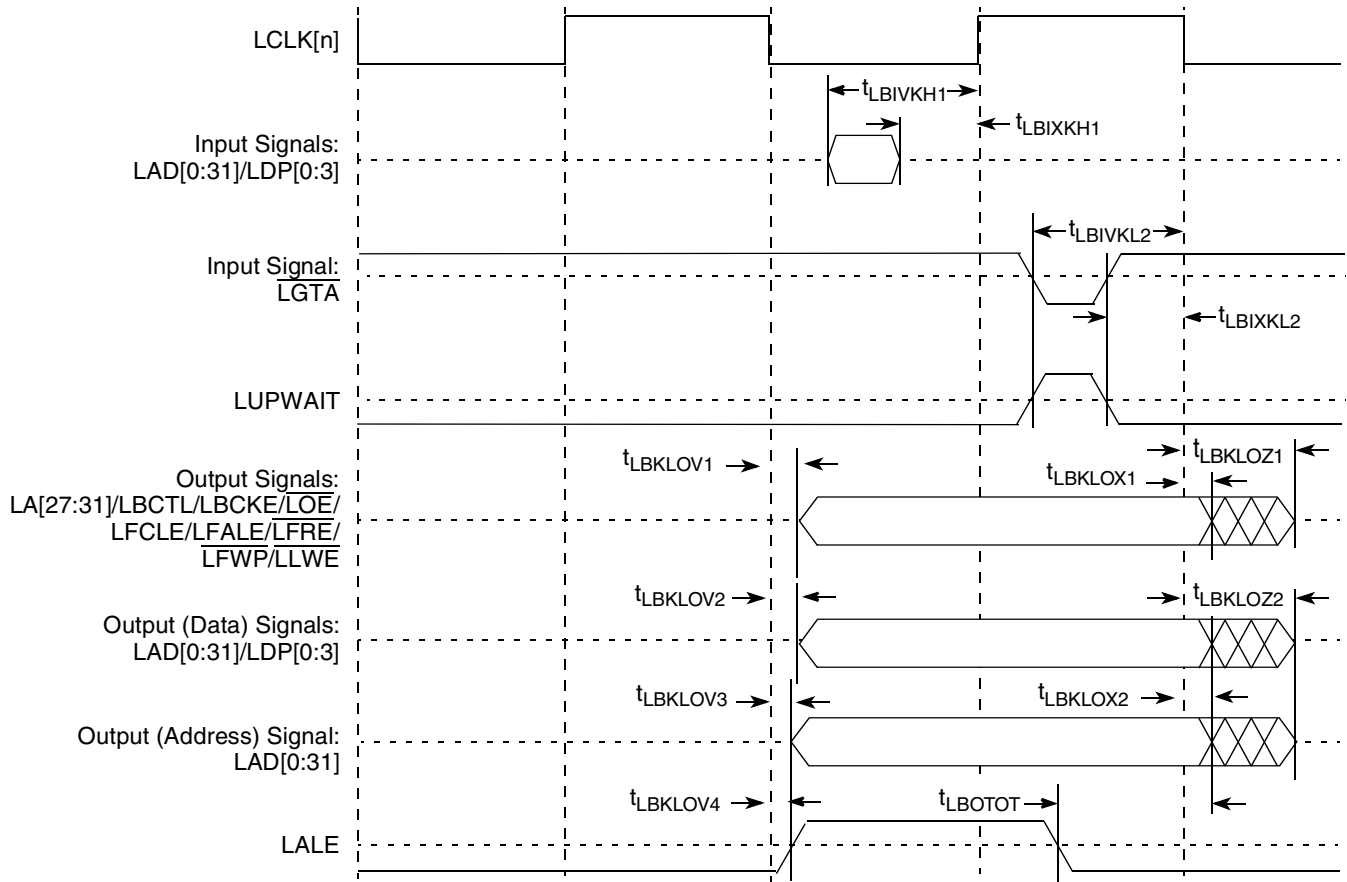 LCLK[n]
tLBIVKH1
tLBIXKH1
Input Signals:
LAD[0:31]/LDP[0:3]
tLBIVKL2
Input Signal:
LGTA
tLBIXKL2
LUPWAIT
tLBKLOV1
tLBKLOZ1
tLBKLOX1
Output Signals:
LA[27:31]/LBCTL/LBCKE/LOE/
LFCLE/LFALE/LFRE/
LFWP/LLWE
tLBKLOV2
tLBKLOZ2
Output (Data) Signals:
LAD[0:31]/LDP[0:3]
tLBKLOV3
tLBKLOX2
Output (Address) Signal:
LAD[0:31]
tLBKLOV4
tLBOTOT
LALE